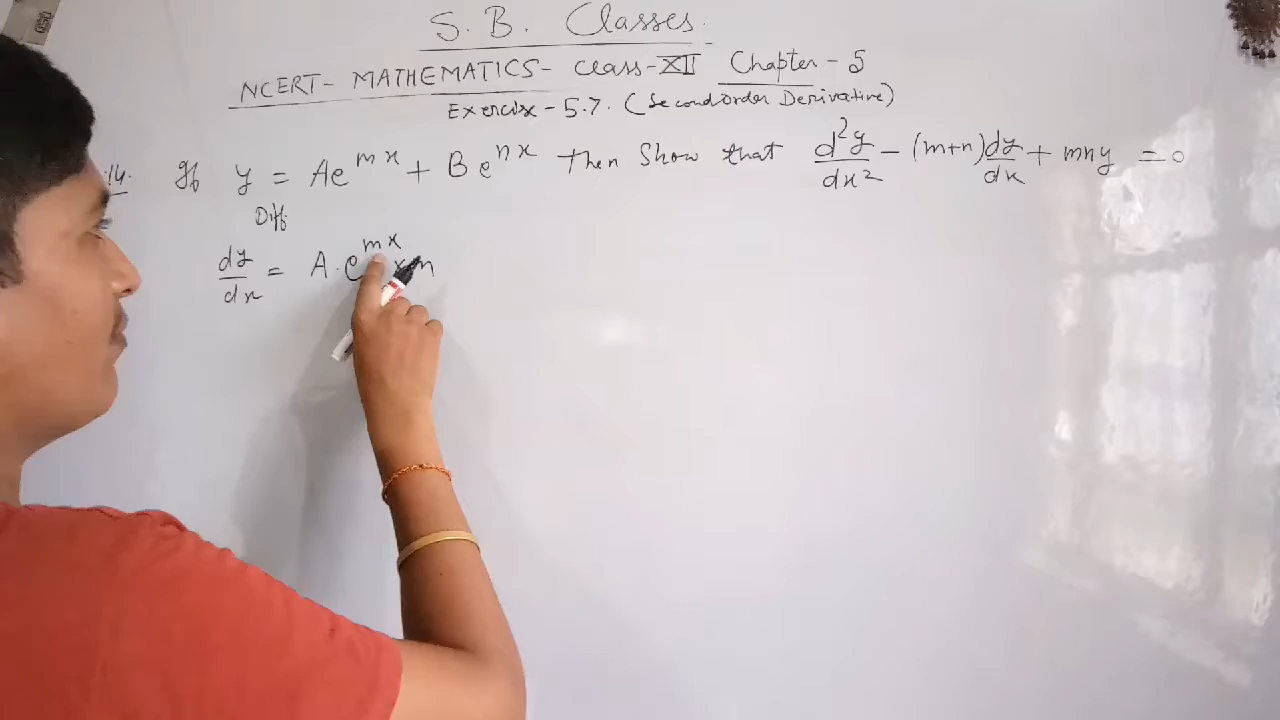 S. B. Classes.
NCERT- MATHEMATICS- Class-XII Chapter - 5
Exercise - 5.7. (Second order Derivative)
14. If y = Ae^{mx} + Be^{nx} then Show that d²y/dx² - (m+n)dy/dx + mny = 0
Diff
dy/dx = A·e^{mx} × m